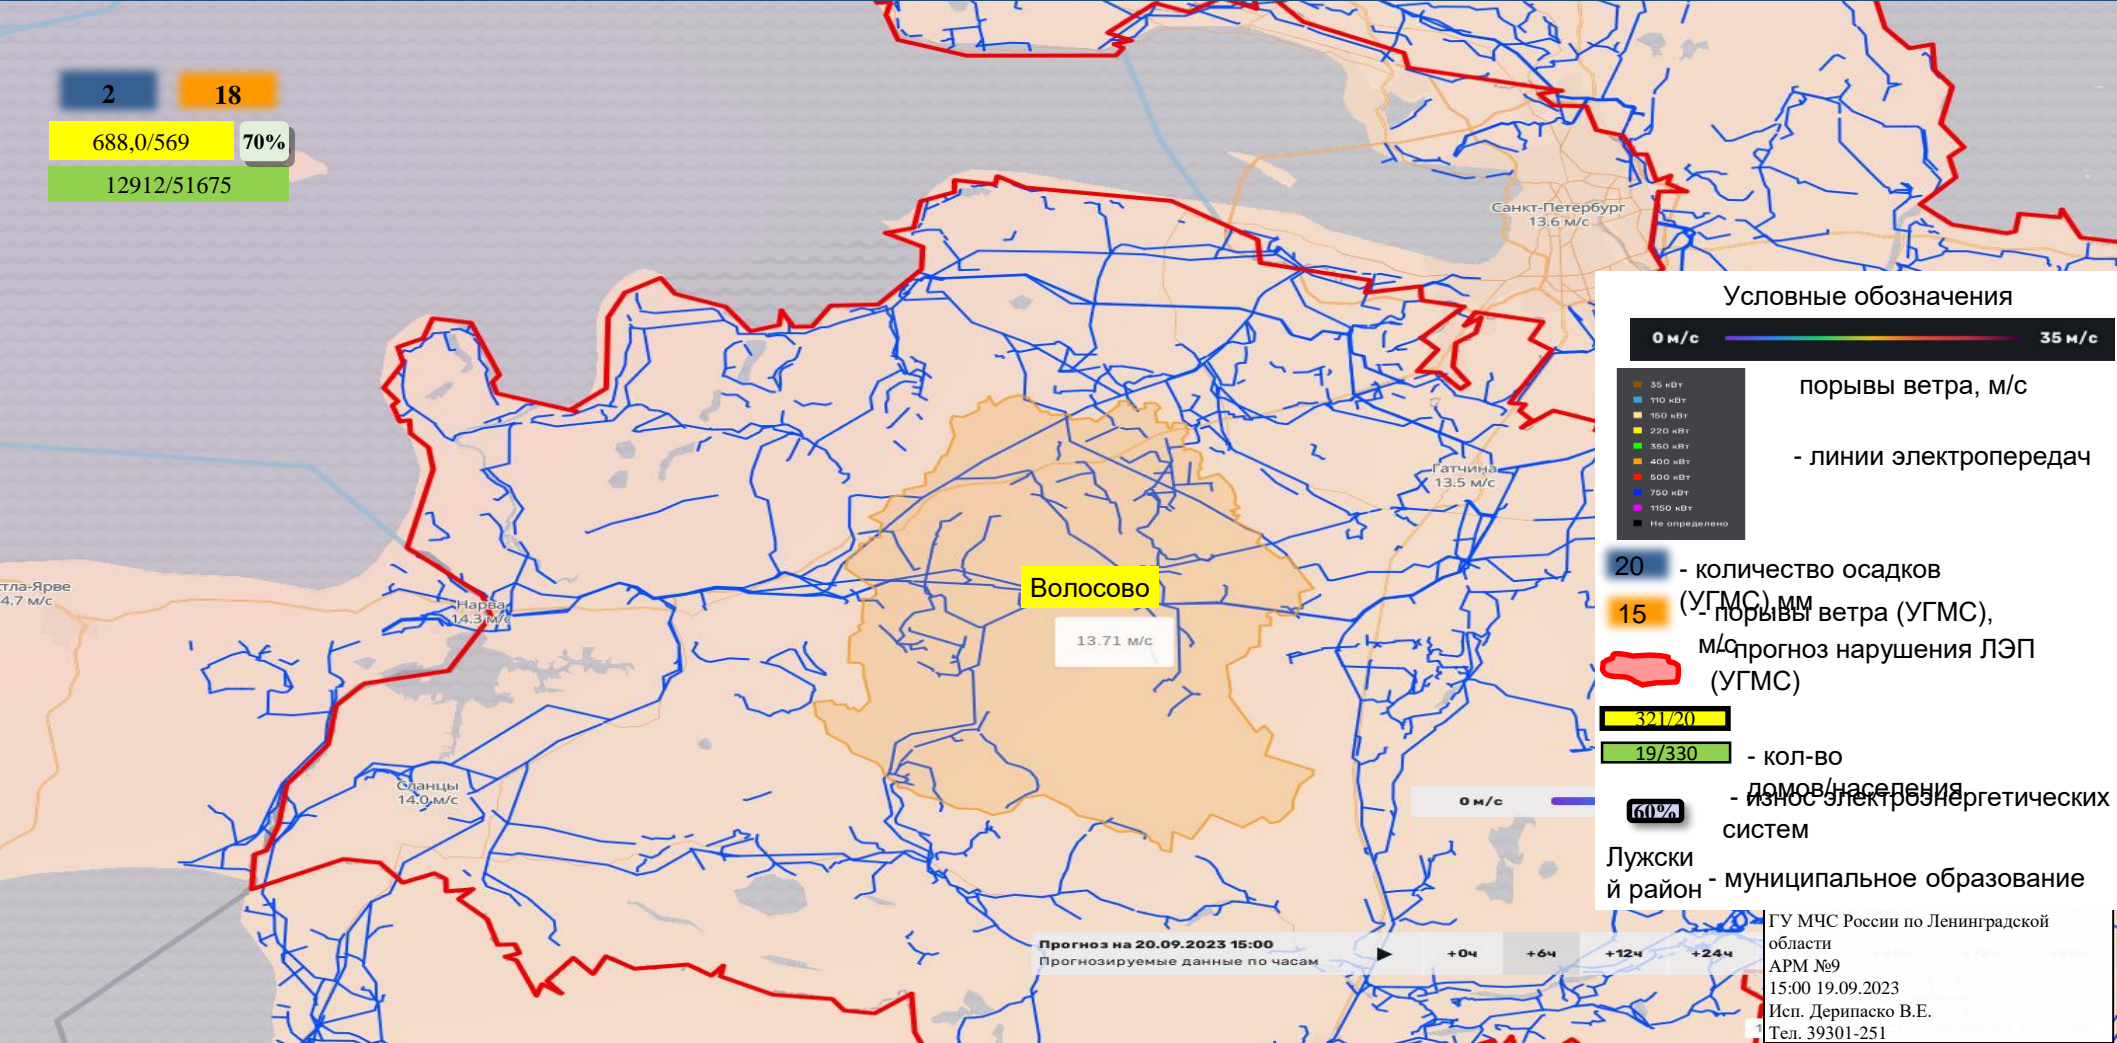 2
18
688,0/569
70%
12912/51675
Санкт-Петербург
13.6 м/с
Гатчина
13.5 м/с
Волосово
13.71 м/с
4.7 м/с
Нарва
14.3 м/с
Сланцы
14.0 м/с
0 м/с
Прогноз на 20.09.2023 15:00
Прогнозируемые данные по часам
+0ч
+6ч
+12ч
+24ч
Условные обозначения
0 м/с
35 м/с
порывы ветра, м/с
35 кВт
110 кВт
150 кВт
220 кВт
350 кВт
400 кВт
500 кВт
750 кВт
1150 кВт
Не определено
- линии электропередач
20
- количество осадков
(УГМС),мм
15
- порывы ветра (УГМС),
м/с
- прогноз нарушения ЛЭП
(УГМС)
321/20
19/330
- кол-во
домов/населения
60%
- износ электроэнергетических
систем
Лужски
й район
- муниципальное образование
ГУ МЧС России по Ленинградской
области
АРМ №9
15:00 19.09.2023
Исп. Дерипаско В.Е.
Тел. 39301-251